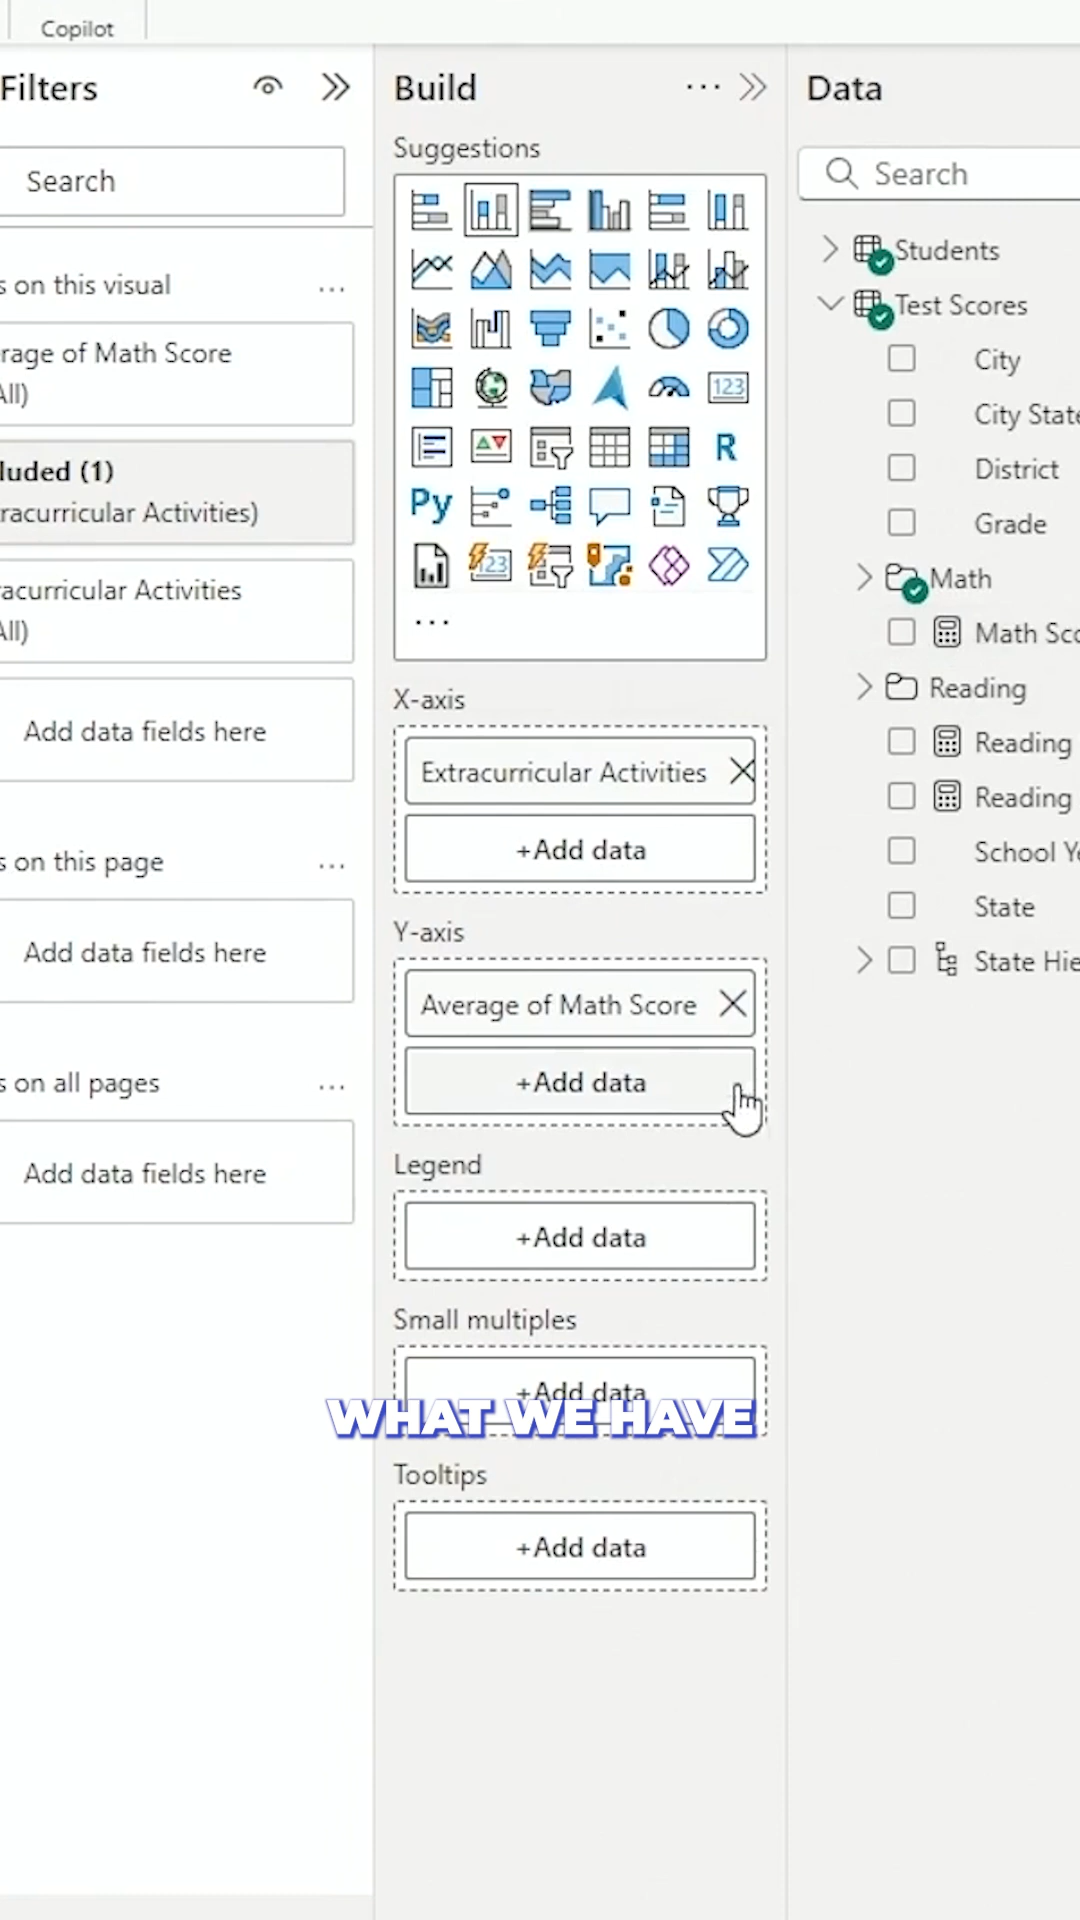 Copilot
Filters
Search
s on this visual
rage of Math Score
All)
luded (1)
racurricular Activities)
racurricular Activities
All)
Add data fields here
s on this page
Add data fields here
s on all pages
Add data fields here
Build
Suggestions
123
R
Py
123
X-axis
Extracurricular Activities
+Add data
Y-axis
Average of Math Score
+Add data
Legend
+Add data
Small multiples
+Add data
WHAT WE HAVE
Tooltips
+Add data
Data
Search
Students
Test Scores
City
City State
District
Grade
Math
Math Sco
Reading
Reading
Reading
School Ye
State
State Hie